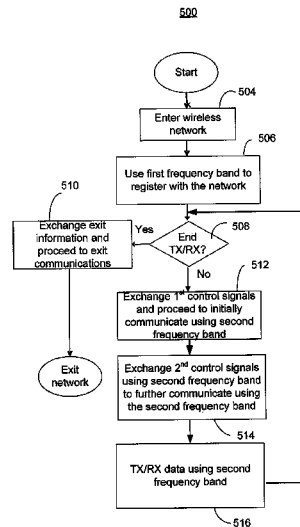 500
Start
504
Enter wireless
network
506
Use first frequency band to
register with the network
510
Exchange exit
information and proceed to exit
communications
Yes
End
TX/RX?
508
No
512
Exchange 1st control signals
and proceed to initially
communicate using second
frequency band
Exit
network
Exchange 2nd control signals
using second frequency band
to further communicate using
the second frequency band
514
TX/RX data using second
frequency band
516